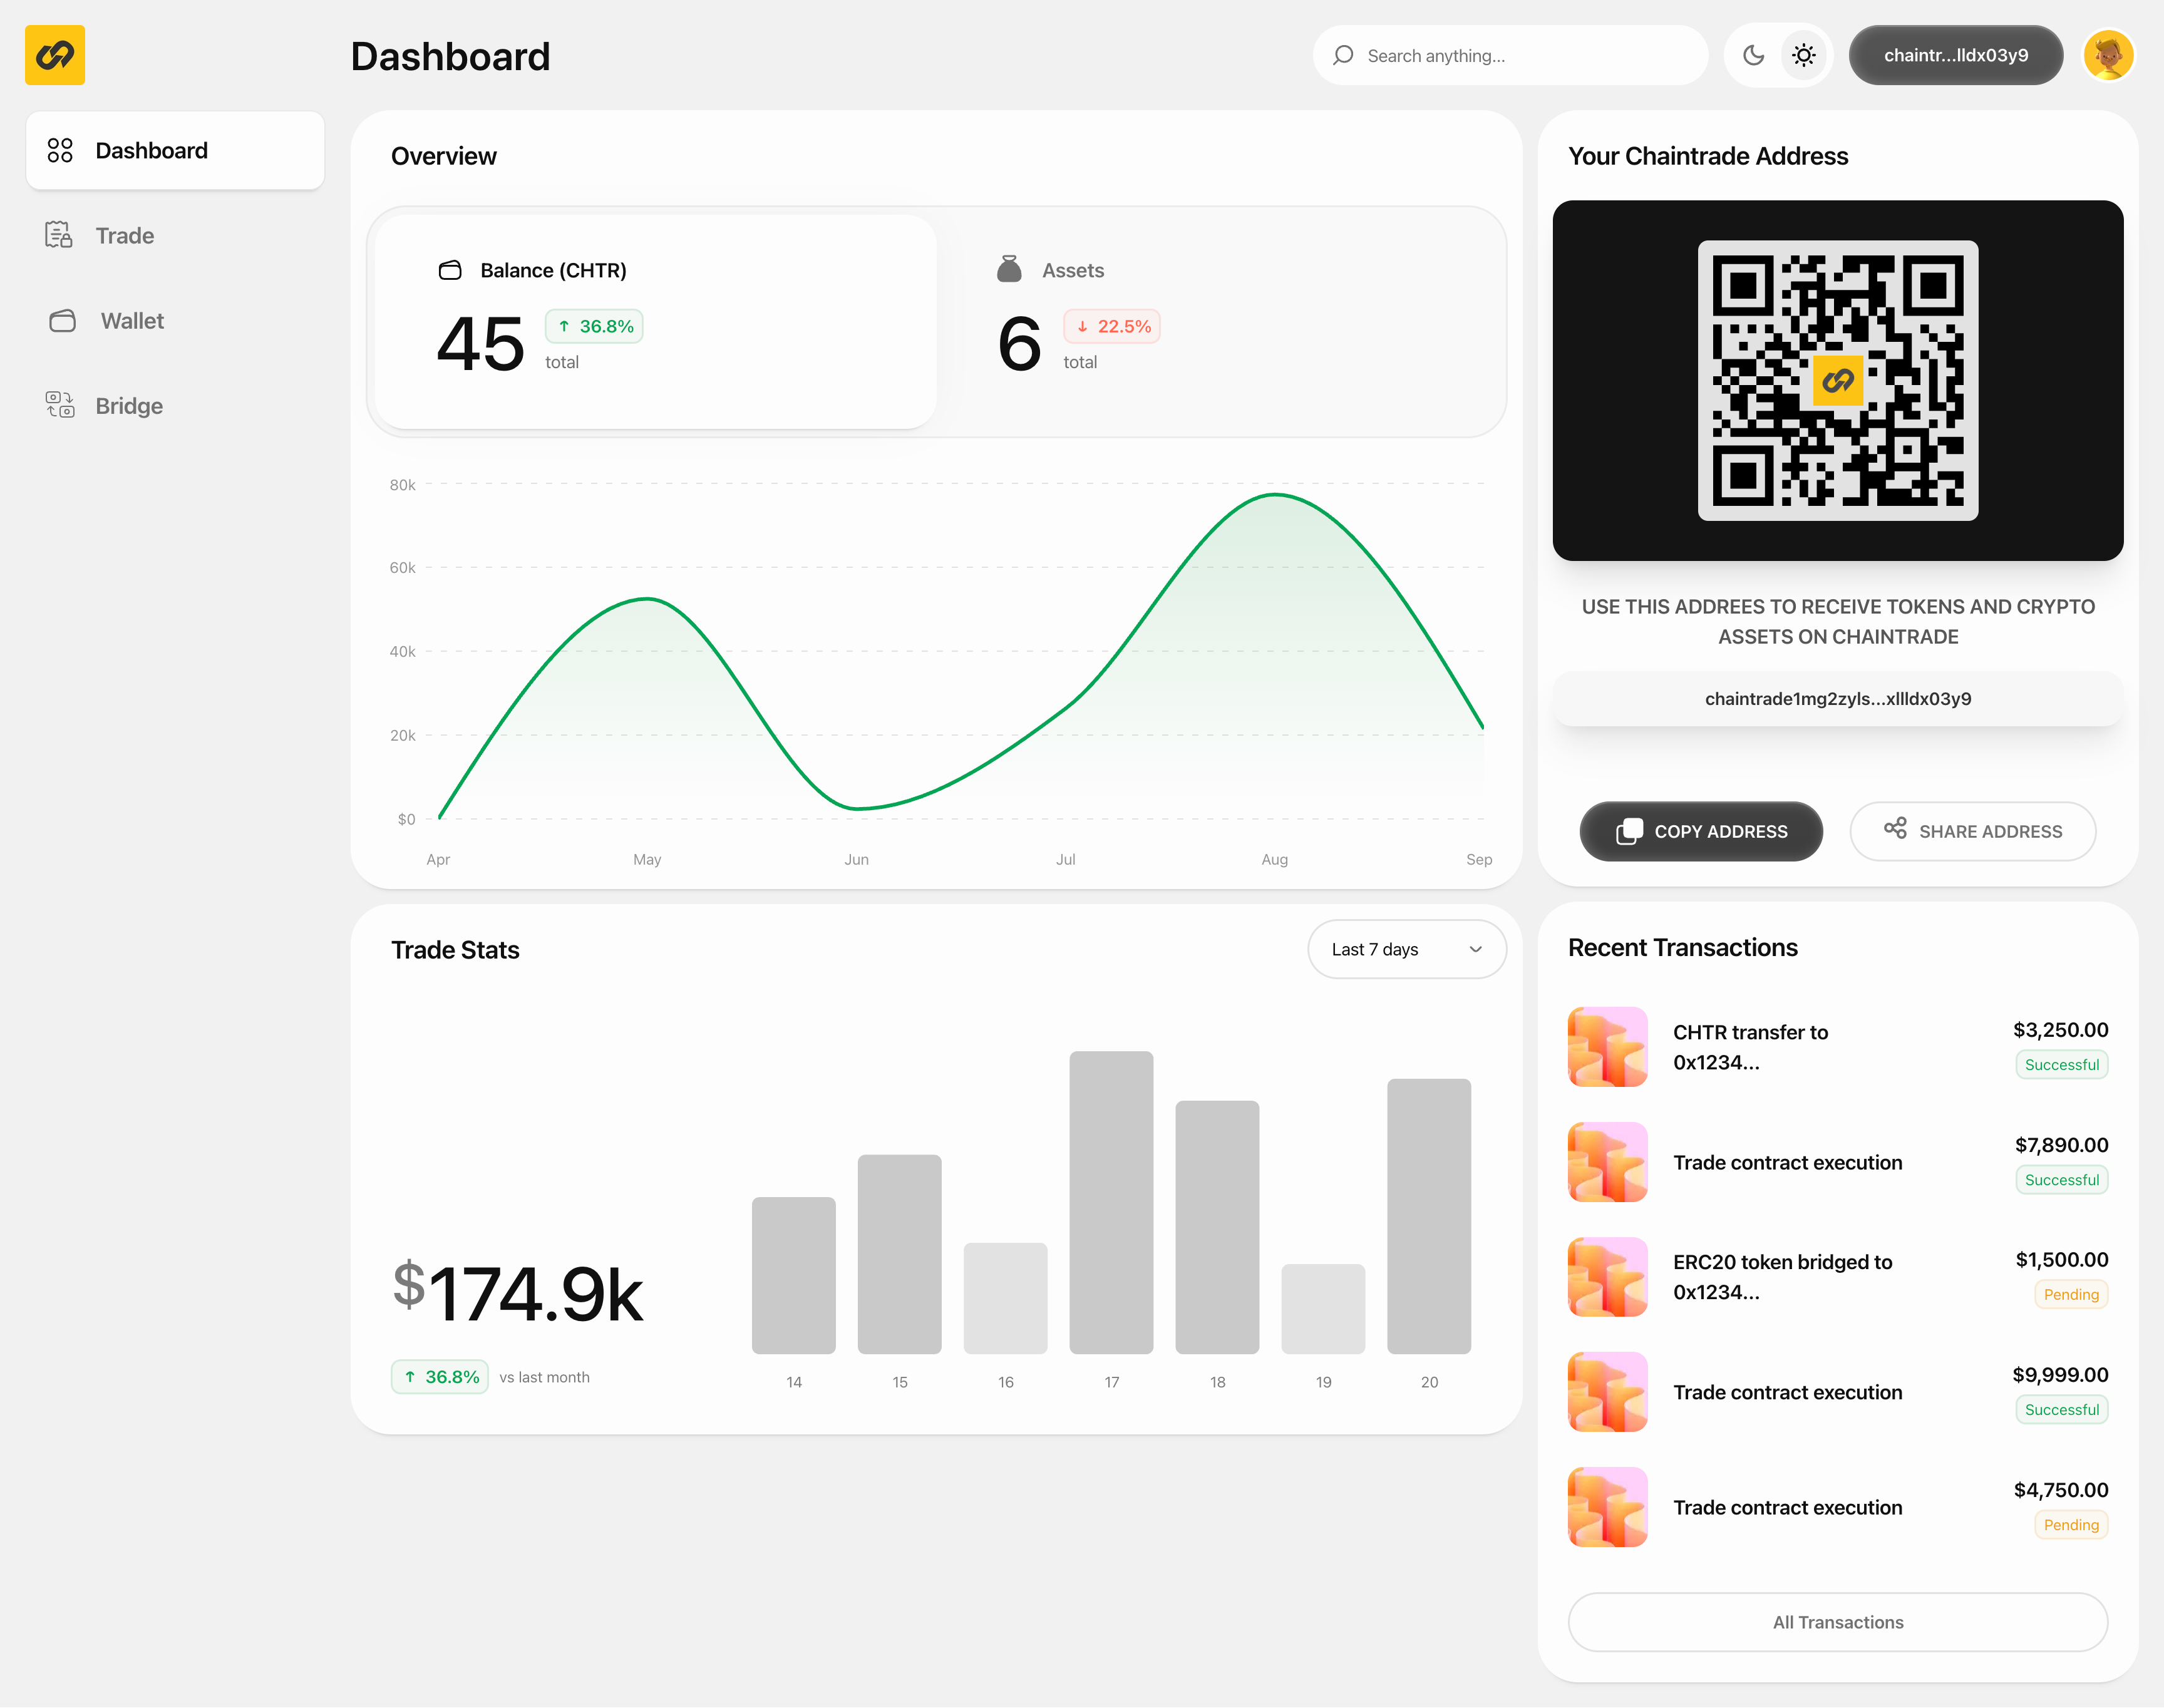 Dashboard
Search anything...
chaintr...lldx03y9
Dashboard
Trade
Wallet
Bridge
Overview
Balance (CHTR)
45
36.8%
total
Assets
6
22.5%
total
80k
60k
40k
20k
$0
Apr May Jun Jul Aug Sep
Your Chaintrade Address
USE THIS ADDREES TO RECEIVE TOKENS AND CRYPTO
ASSETS ON CHAINTRADE
chaintrade1mg2zyls...xllldx03y9
COPY ADDRESS
SHARE ADDRESS
Trade Stats
Last 7 days
$174.9k
36.8% vs last month
14 15 16 17 18 19 20
Recent Transactions
CHTR transfer to
0x1234...
$3,250.00
Successful
Trade contract execution
$7,890.00
Successful
ERC20 token bridged to
0x1234...
$1,500.00
Pending
Trade contract execution
$9,999.00
Successful
Trade contract execution
$4,750.00
Pending
All Transactions